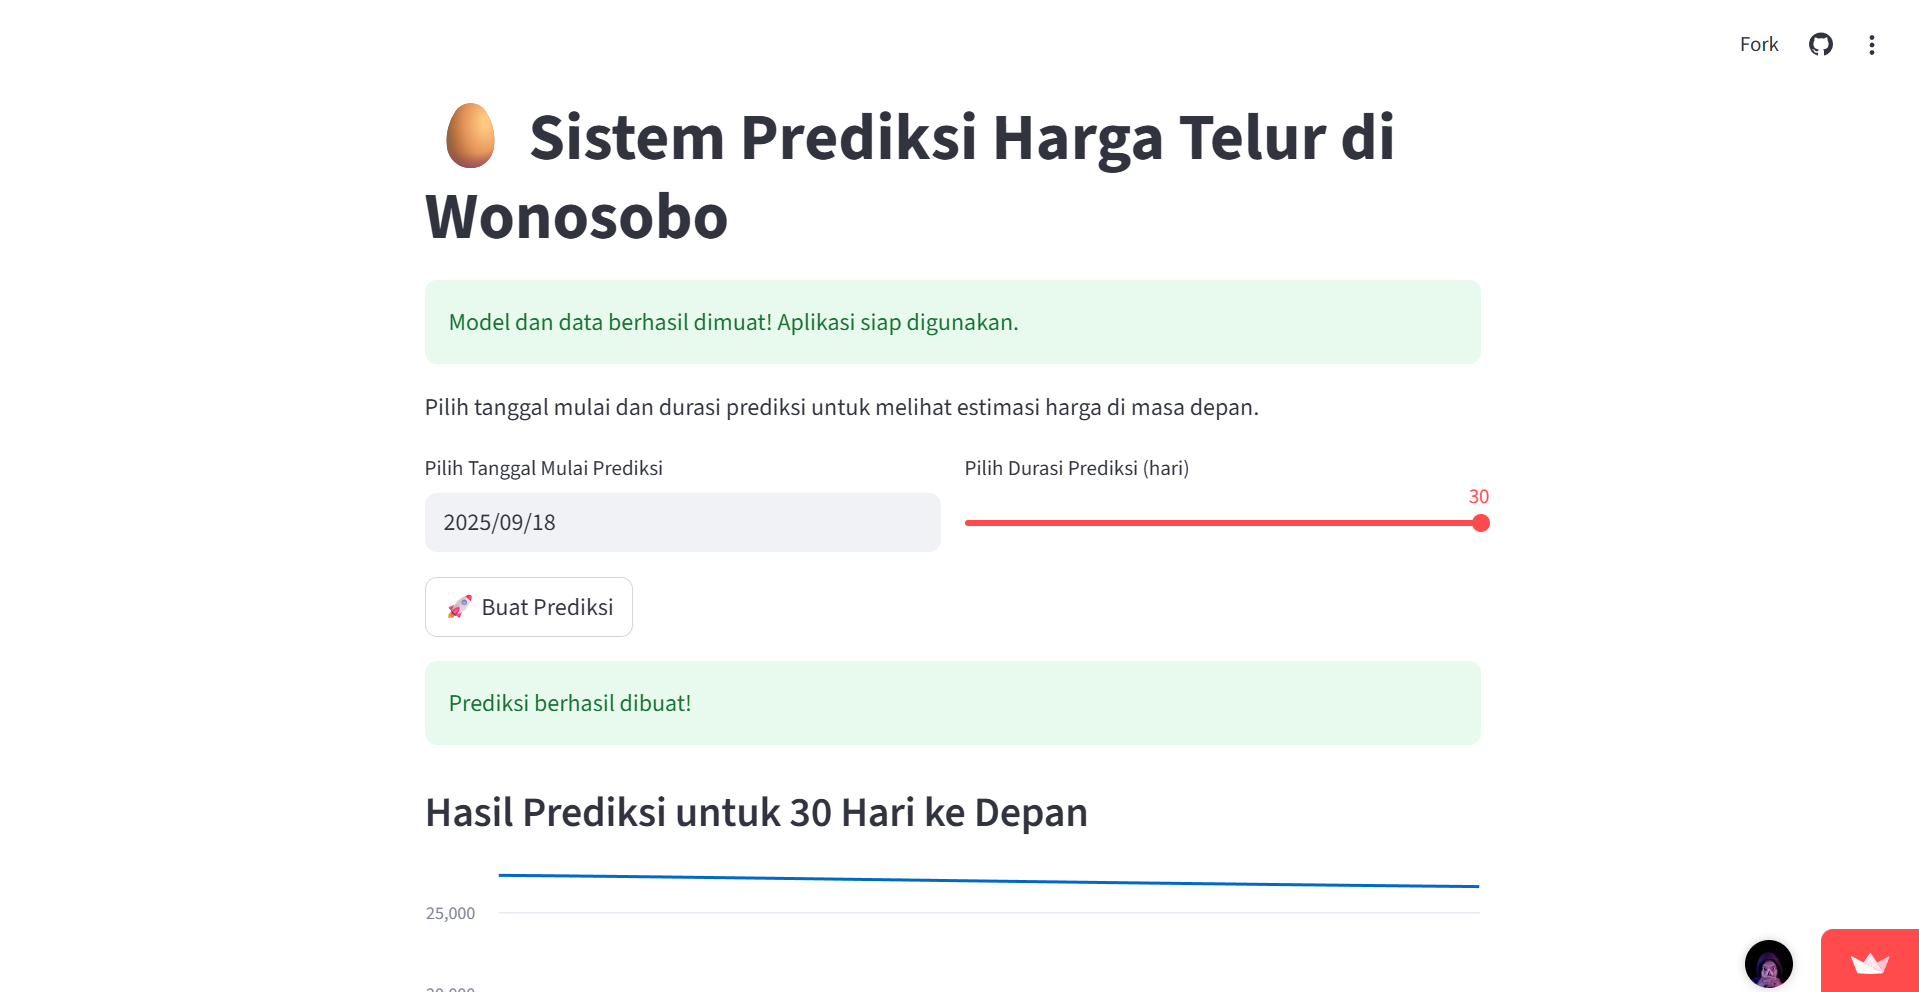 Fork
Sistem Prediksi Harga Telur di
Wonosobo
Model dan data berhasil dimuat! Aplikasi siap digunakan.
Pilih tanggal mulai dan durasi prediksi untuk melihat estimasi harga di masa depan.
Pilih Tanggal Mulai Prediksi
Pilih Durasi Prediksi (hari)
30
2025/09/18
Buat Prediksi
Prediksi berhasil dibuat!
Hasil Prediksi untuk 30 Hari ke Depan
25,000